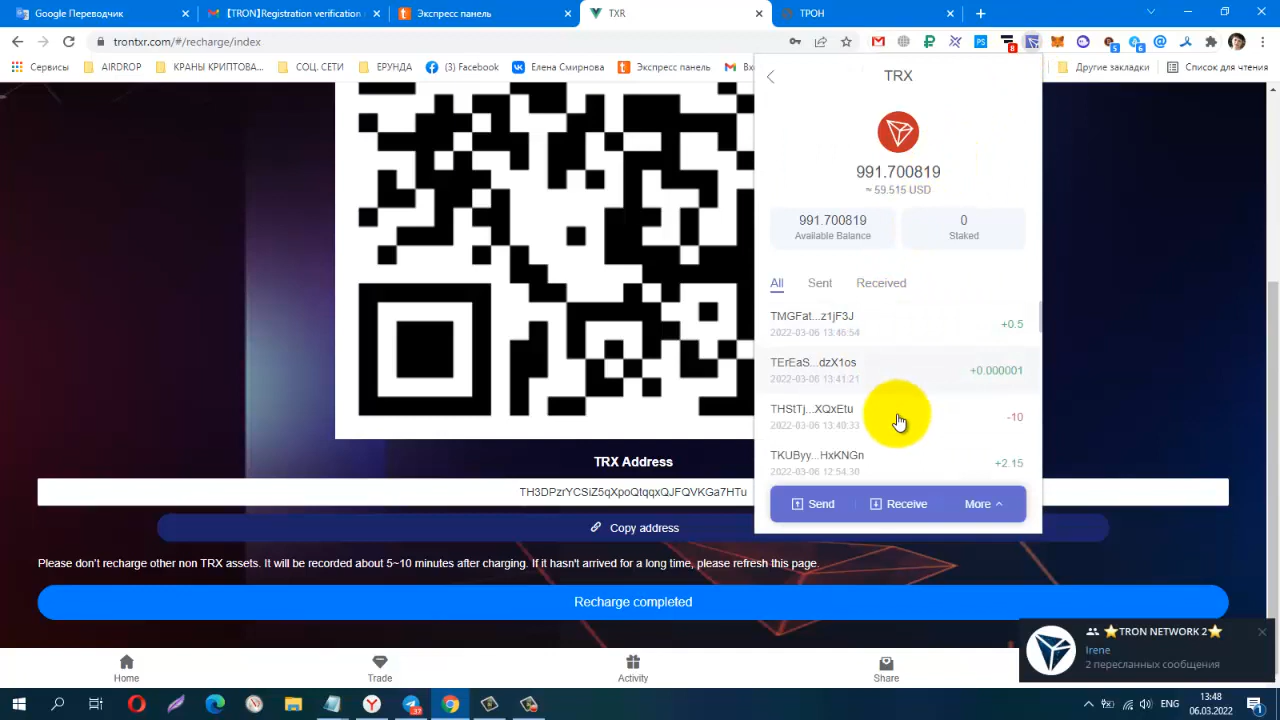 Google Переводчик
【TRON】Registration verification
Экспресс панель
TXR
ТРОН
trontxr.com/#/recharge/index
8
5
6
Сервисы
AIRDROP
КРАНЫ КРИПТОВА...
СОЦ. СЕТИ
ЕРУНДА
(3) Facebook
Елена Смирнова
Экспресс панель
Другие закладки
Список для чтения
TRX
991.700819
≈ 59.515 USD
991.700819
Available Balance
0
Staked
All
Sent
Received
TMGFat...z1jF3J
2022-03-06 13:46:54
+0.5
TErEaS...dzX1os
2022-03-06 13:41:21
+0.000001
THStTj...XQxEtu
2022-03-06 13:40:33
-10
TKUByy...HxKNGn
2022-03-06 12:54:30
+2.15
Send
Receive
More
TRX Address
TH3DPzrYCSiZ5qXpoQtqqxQJFQVKGa7HTu
Copy address
Please don't recharge other non TRX assets. It will be recorded about 5~10 minutes after charging. If it hasn't arrived for a long time, please refresh this page.
Recharge completed
Home
Trade
Activity
Share
⭐TRON NETWORK 2⭐
Irene
2 пересланных сообщения
37
ENG
13:48
06.03.2022
1